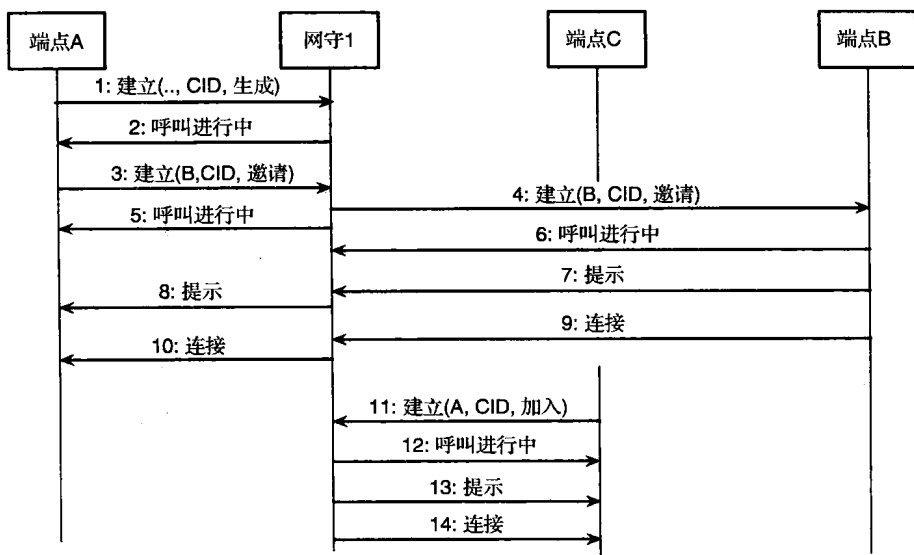 端点A
网守1
端点C
端点B
1: 建立(.., CID, 生成)
2: 呼叫进行中
3: 建立(B,CID, 邀请)
4: 建立(B, CID, 邀请)
5: 呼叫进行中
6: 呼叫进行中
7: 提示
8: 提示
9: 连接
10: 连接
11: 建立(A, CID, 加入)
12: 呼叫进行中
13: 提示
14: 连接